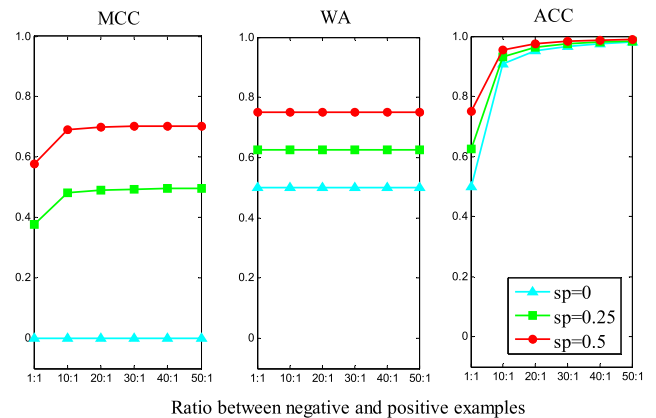 MCC WA ACC
1.0 1.0 1.0
0.8 0.8 0.8
0.6 0.6 0.6
0.4 0.4 0.4
0.2 0.2 0.2
0 0 0
sp=0
sp=0.25
sp=0.5
1:1 10:1 20:1 30:1 40:1 50:1 1:1 10:1 20:1 30:1 40:1 50:1 1:1 10:1 20:1 30:1 40:1 50:1
Ratio between negative and positive examples